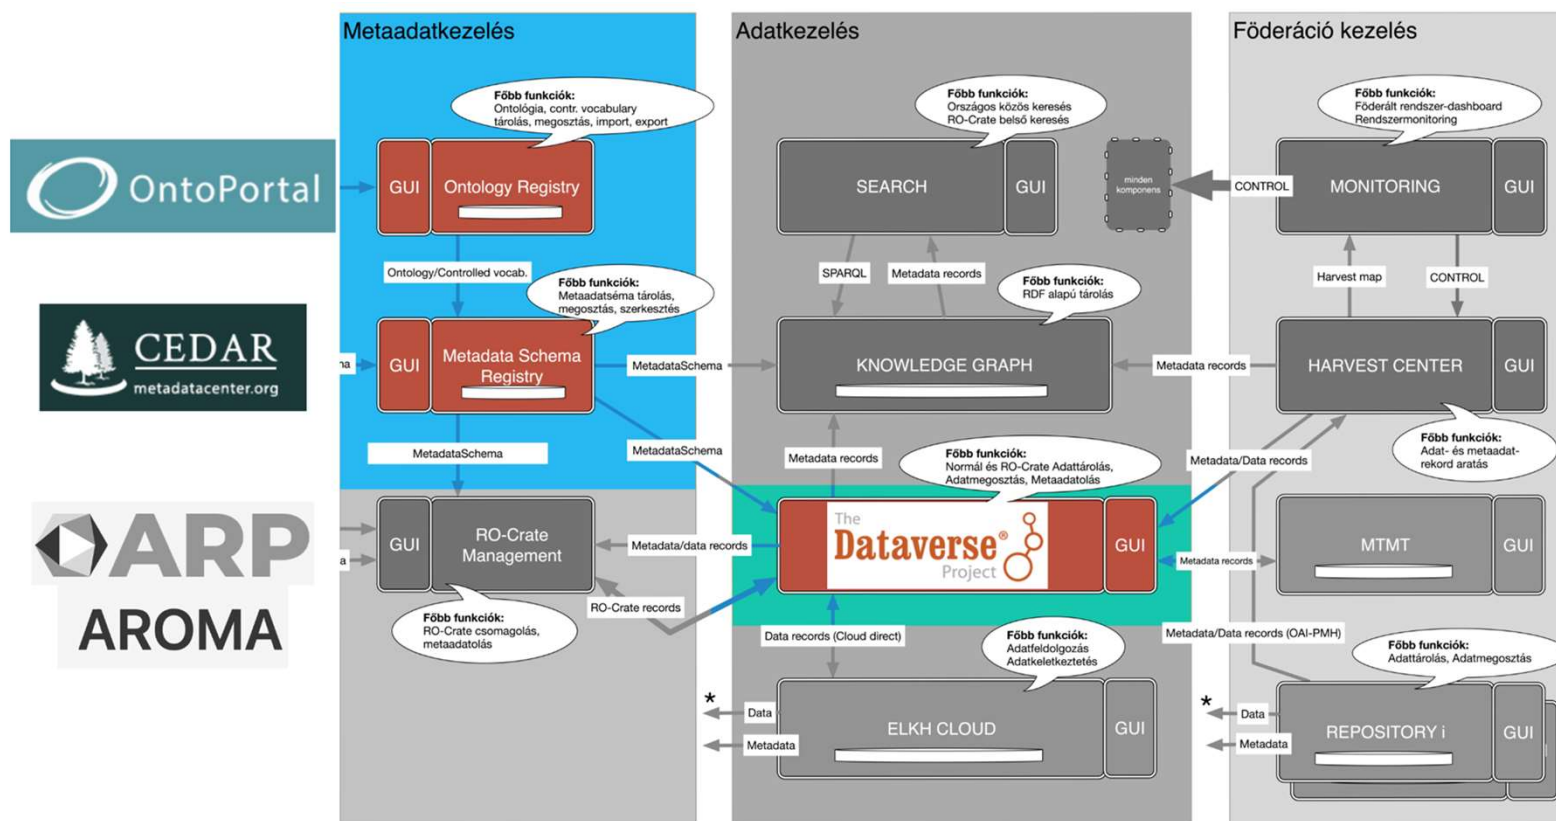 Metaadatkezelés
Adatkezelés
Föderáció kezelés
OntoPortal
CEDAR
metadatacenter.org
ARP
AROMA
Főbb funkciók:
Ontológia, contr. vocabulary
tárolás, megosztás, import, export
GUI
Ontology Registry
Ontology/Controlled vocab.
Főbb funkciók:
Metaadatséma tárolás,
megosztás, szerkesztés
GUI
Metadata Schema
Registry
MetadataSchema
MetadataSchema
MetadataSchema
GUI
RO-Crate
Management
Főbb funkciók:
RO-Crate csomagolás,
metaadatolás
Metadata/data records
RO-Crate records
Főbb funkciók:
Országos közös keresés
RO-Crate belső keresés
SEARCH
GUI
minden
komponens
SPARQL
Metadata records
Főbb funkciók:
RDF alapú tárolás
KNOWLEDGE GRAPH
Metadata records
Főbb funkciók:
Normál és RO-Crate Adattárolás,
Adatmegosztás, Metaadatolás
The
Dataverse®
Project
GUI
Data records (Cloud direct)
Főbb funkciók:
Adatfeldolgozás
Adatkeletkeztetés
*
Data
Metadata
ELKH CLOUD
GUI
Főbb funkciók:
Föderált rendszer-dashboard
Rendszermonitoring
CONTROL
MONITORING
GUI
Harvest map
CONTROL
Metadata records
HARVEST CENTER
GUI
Főbb funkciók:
Adat- és metaadat-
rekord aratás
Metadata/Data records
Metadata records
MTMT
Metadata/Data records (OAI-PMH)
Főbb funkciók:
Adattárolás, Adatmegosztás
*
Data
Metadata
REPOSITORY i
GUI